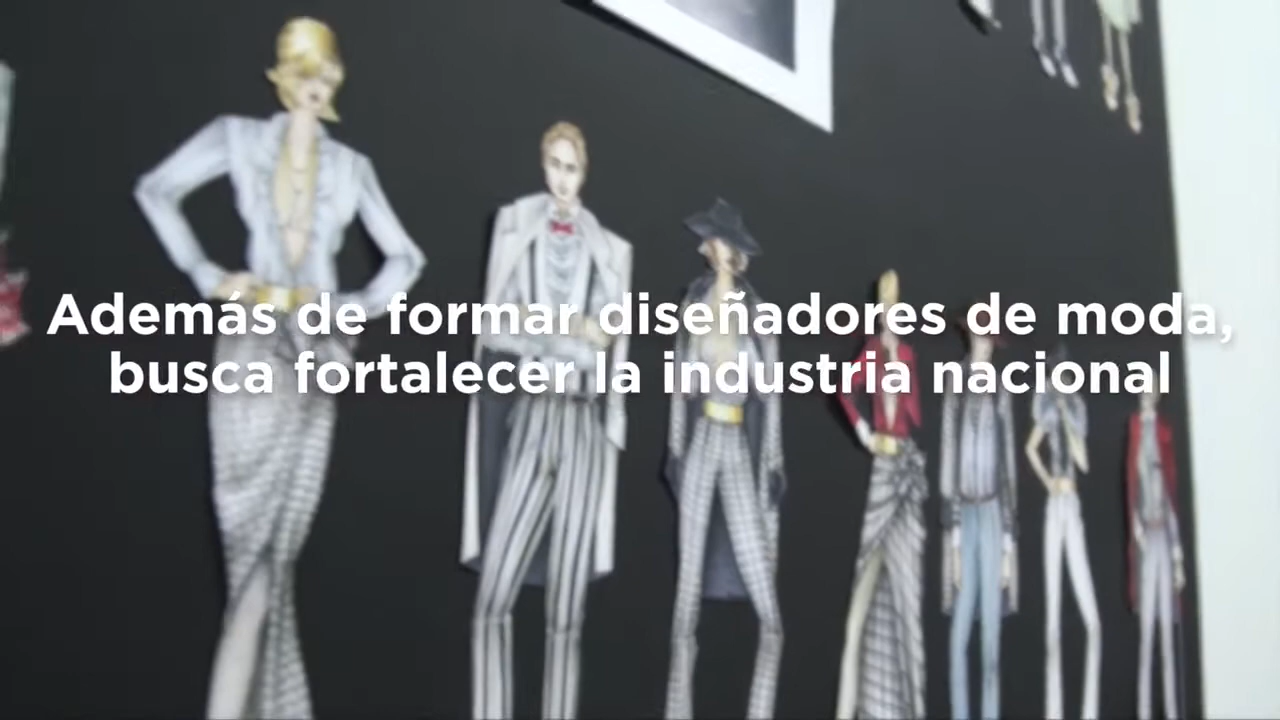 Además de formar diseñadores de moda,
busca fortalecer la industria nacional